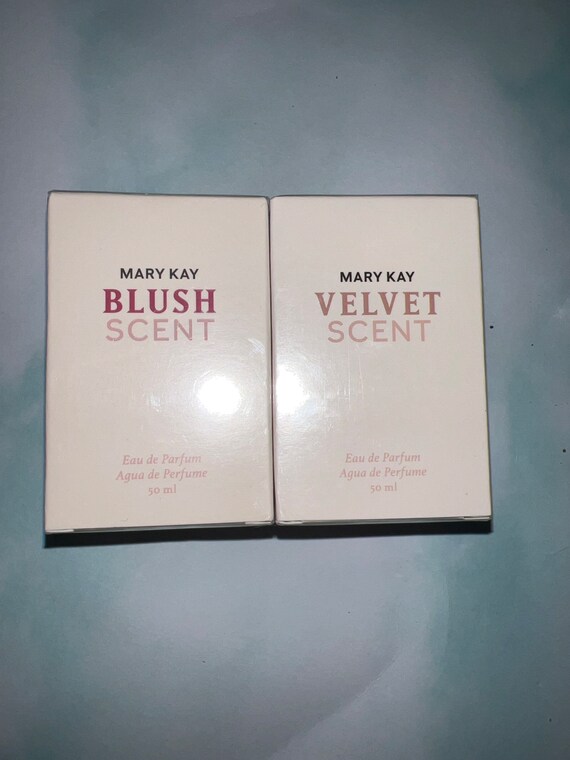 MARY KAY
BLUSH
SCENT
Eau de Parfum
Agua de Perfume
50 ml
MARY KAY
VELVET
SCENT
Eau de Parfum
Agua de Perfume
50 ml